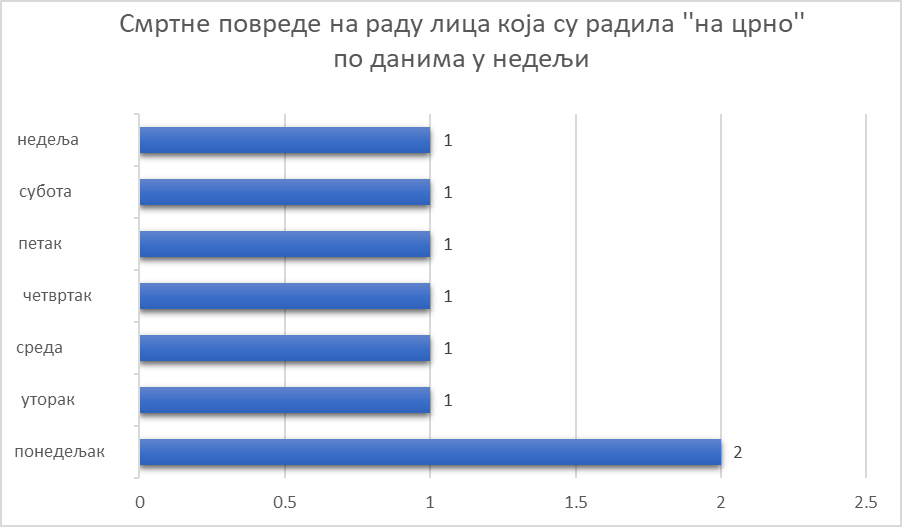 Смртне повреде на раду лица која су радила ''на црно''
по данима у недељи
недеља 1
субота 1
петак 1
четвртак 1
среда 1
уторак 1
понедељак 2
0 0.5 1 1.5 2 2.5